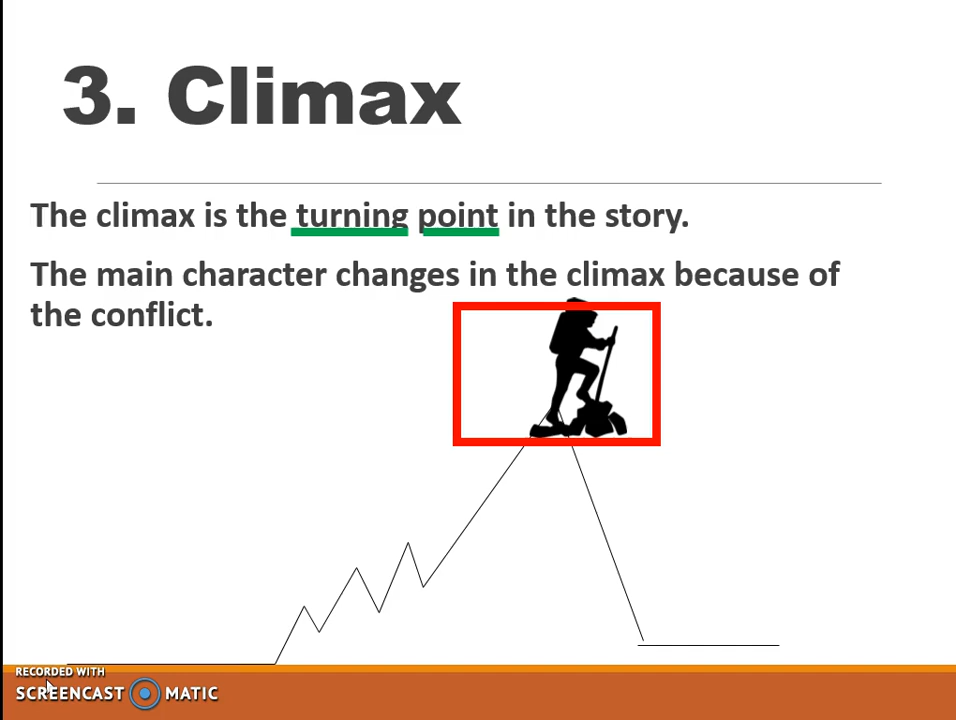 3. Climax
The climax is the turning point in the story.
The main character changes in the climax because of
the conflict.
RECORDED WITH
SCREENCAST MATIC